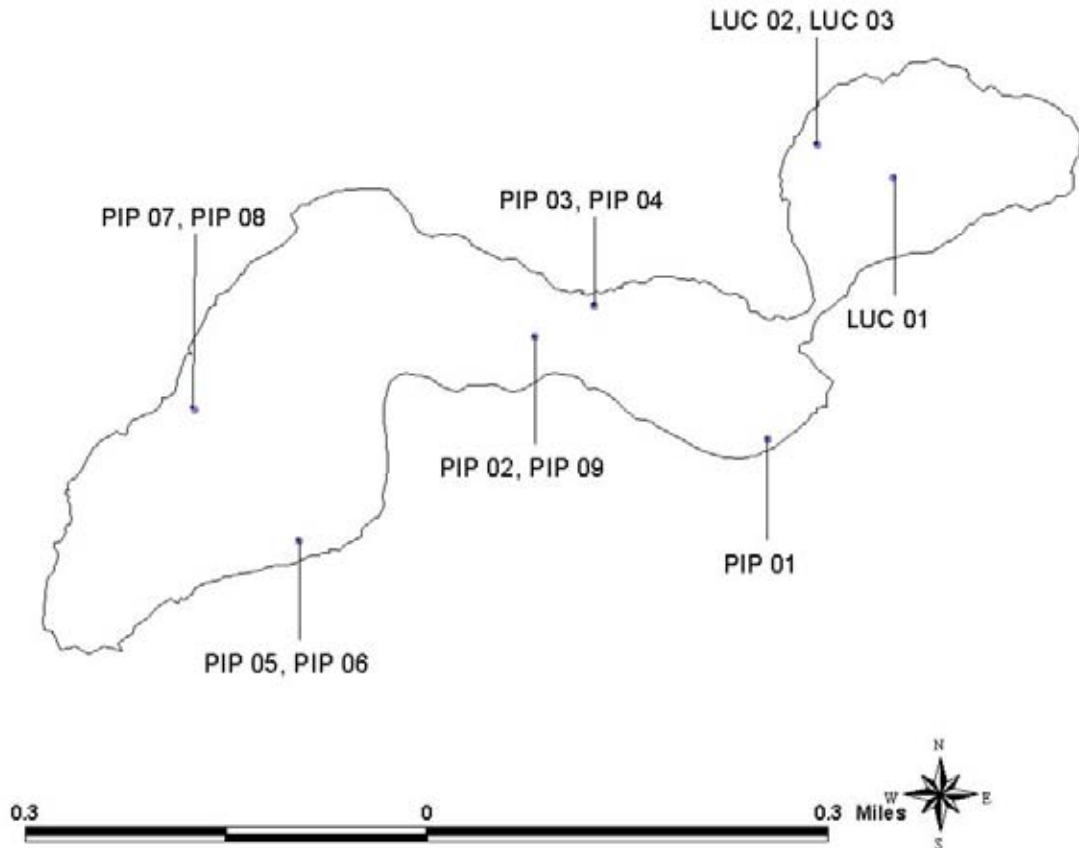 LUC 02, LUC 03
PIP 03, PIP 04
PIP 07, PIP 08
LUC 01
PIP 02, PIP 09
PIP 01
PIP 05, PIP 06
N
W E
S
0.3 0 0.3 Miles